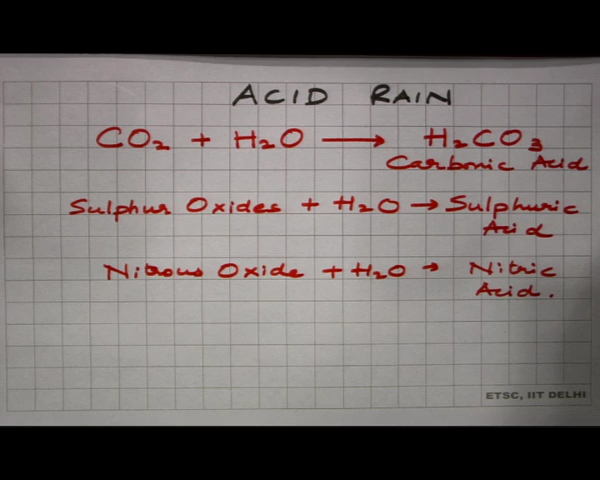 ACID RAIN
CO₂ + H₂O ⟶ H₂CO₃
Carbonic Acid
Sulphur Oxides + H₂O → Sulphuric
Acid
Nitrous Oxide + H₂O → Nitric
Acid.
ETSC, IIT DELHI